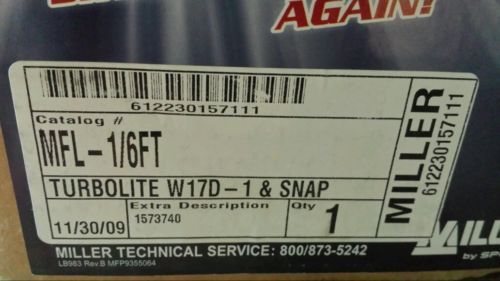 AGAIN!
612230157111
Catalog #
MFL-1/6FT
TURBOLITE W17D-1 & SNAP
11/30/09
Extra Description
1573740
Qty
1
MILLER
612230157111
MILLER TECHNICAL SERVICE: 800/873-5242
LB983 Rev.B MFP9355064
MILL
by SP